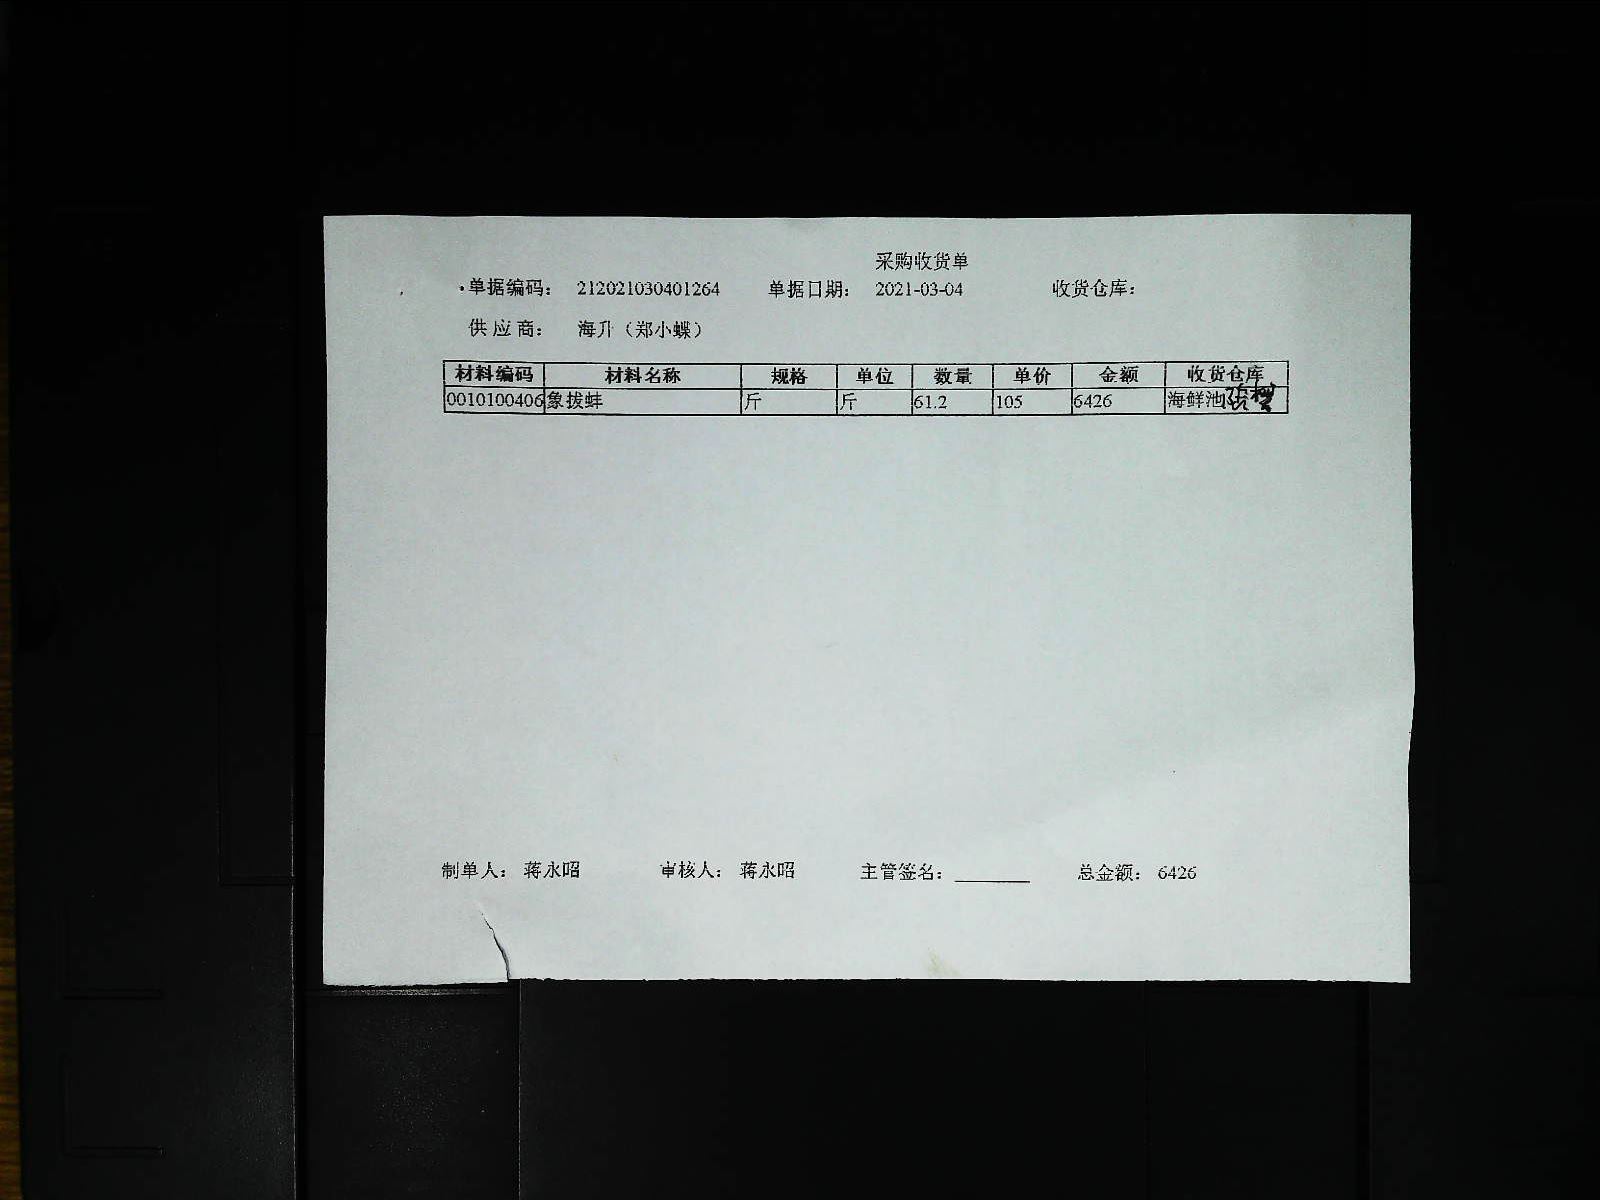 采购收货单
单据编码: 212021030401264 单据日期: 2021-03-04 收货仓库:
供应商: 海升（郑小蝶）
材料编码 材料名称 规格 单位 数量 单价 金额 收货仓库
0010100406 象拔蚌 斤 斤 61.2 105 6426 海鲜池
制单人: 蒋永昭 审核人: 蒋永昭 主管签名: ________ 总金额: 6426